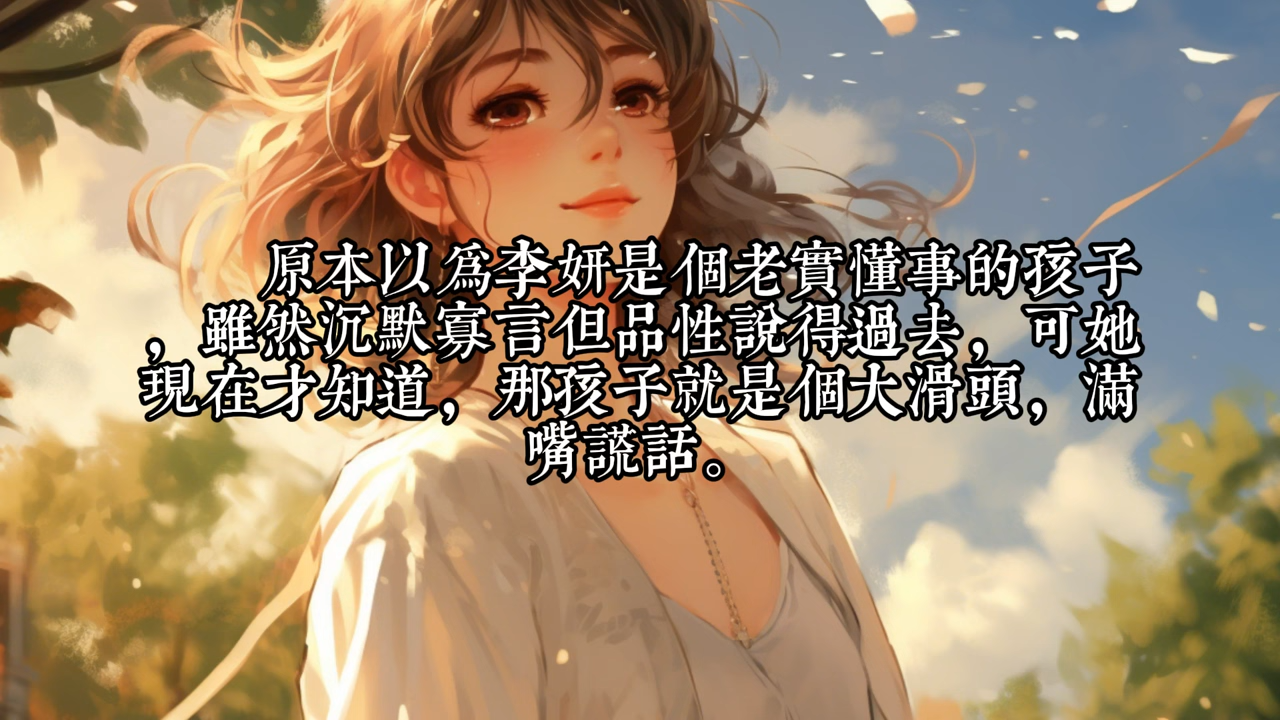 原本以爲李妍是個老實懂事的孩子
，雖然沉默寡言但品性說得過去，可她
現在才知道，那孩子就是個大滑頭，滿
嘴謊話。